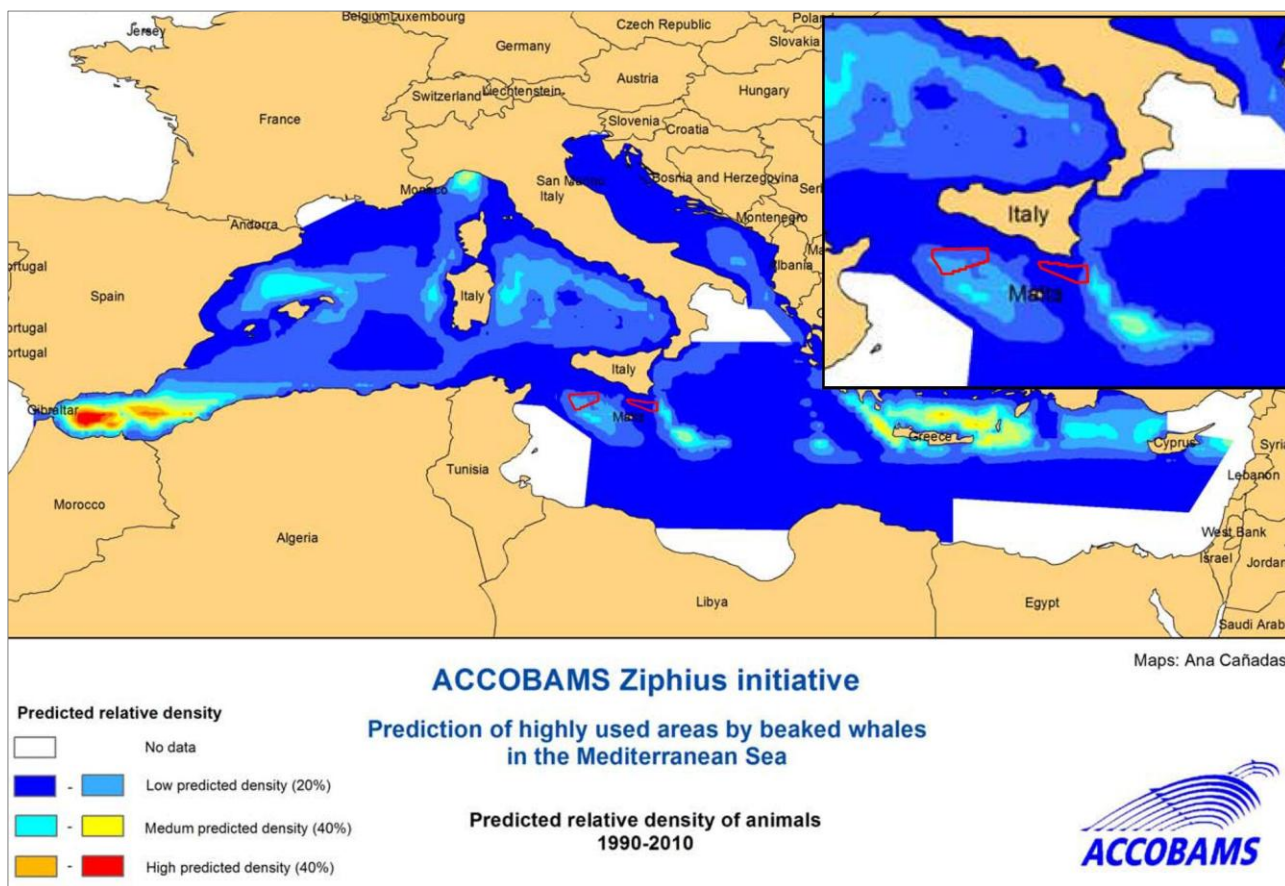 Belgium
Luxembourg
Jersey
Germany
Czech Republic
Slovakia
Austria
Switzerland
Liechtenstein
Hungary
France
Slovenia
Croatia
Monaco
San Marino
Italy
Bosnia and Herzegovina
Andorra
Montenegro
Albania
Spain
Italy
Portugal
Portugal
Gibraltar
Italy
Malta
Greece
Cyprus
Syria
Lebanon
West Bank
Israel
Jordan
Saudi Arab
Morocco
Algeria
Tunisia
Libya
Egypt
Italy
Malta
ACCOBAMS Ziphius initiative
Maps: Ana Cañadas
Prediction of highly used areas by beaked whales
in the Mediterranean Sea
Predicted relative density of animals
1990-2010
Predicted relative density
No data
- Low predicted density (20%)
- Medum predicted density (40%)
- High predicted density (40%)
ACCOBAMS